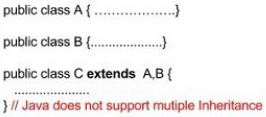 public class A { ……………….}
public class B {.....................}
public class C extends A,B {
......................
} // Java does not support mutiple Inheritance